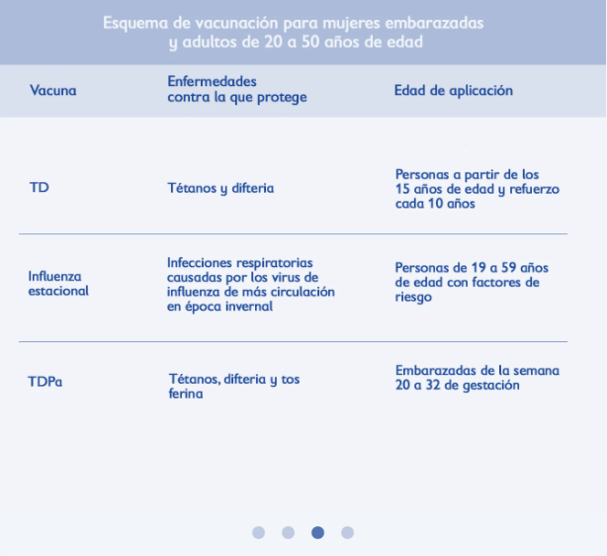 Esquema de vacunación para mujeres embarazadas
y adultos de 20 a 50 años de edad
Vacuna
Enfermedades
contra la que protege
Edad de aplicación
TD
Tétanos y difteria
Personas a partir de los
15 años de edad y refuerzo
cada 10 años
Influenza
estacional
Infecciones respiratorias
causadas por los virus de
influenza de más circulación
en época invernal
Personas de 19 a 59 años
de edad con factores de
riesgo
TDPa
Tétanos, difteria y tos
ferina
Embarazadas de la semana
20 a 32 de gestación